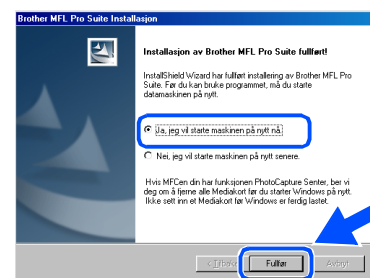 Brother MFL Pro Suite Installasjon
Installasjon av Brother MFL Pro Suite fullført!
InstallShield Wizard har fullført installering av Brother MFL Pro
Suite. Før du kan bruke programmet, må du starte
datamaskinen på nytt.
Ja, jeg vil starte maskinen på nytt nå.
Nei, jeg vil starte maskinen på nytt senere.
Hvis MFCen din har funksjonen PhotoCapture Senter, ber vi
deg om å fjerne alle Mediakort før du starter Windows på nytt.
Ikke sett inn et Mediakort før Windows er ferdig lastet.
< Tilbake Fullfør Avbryt